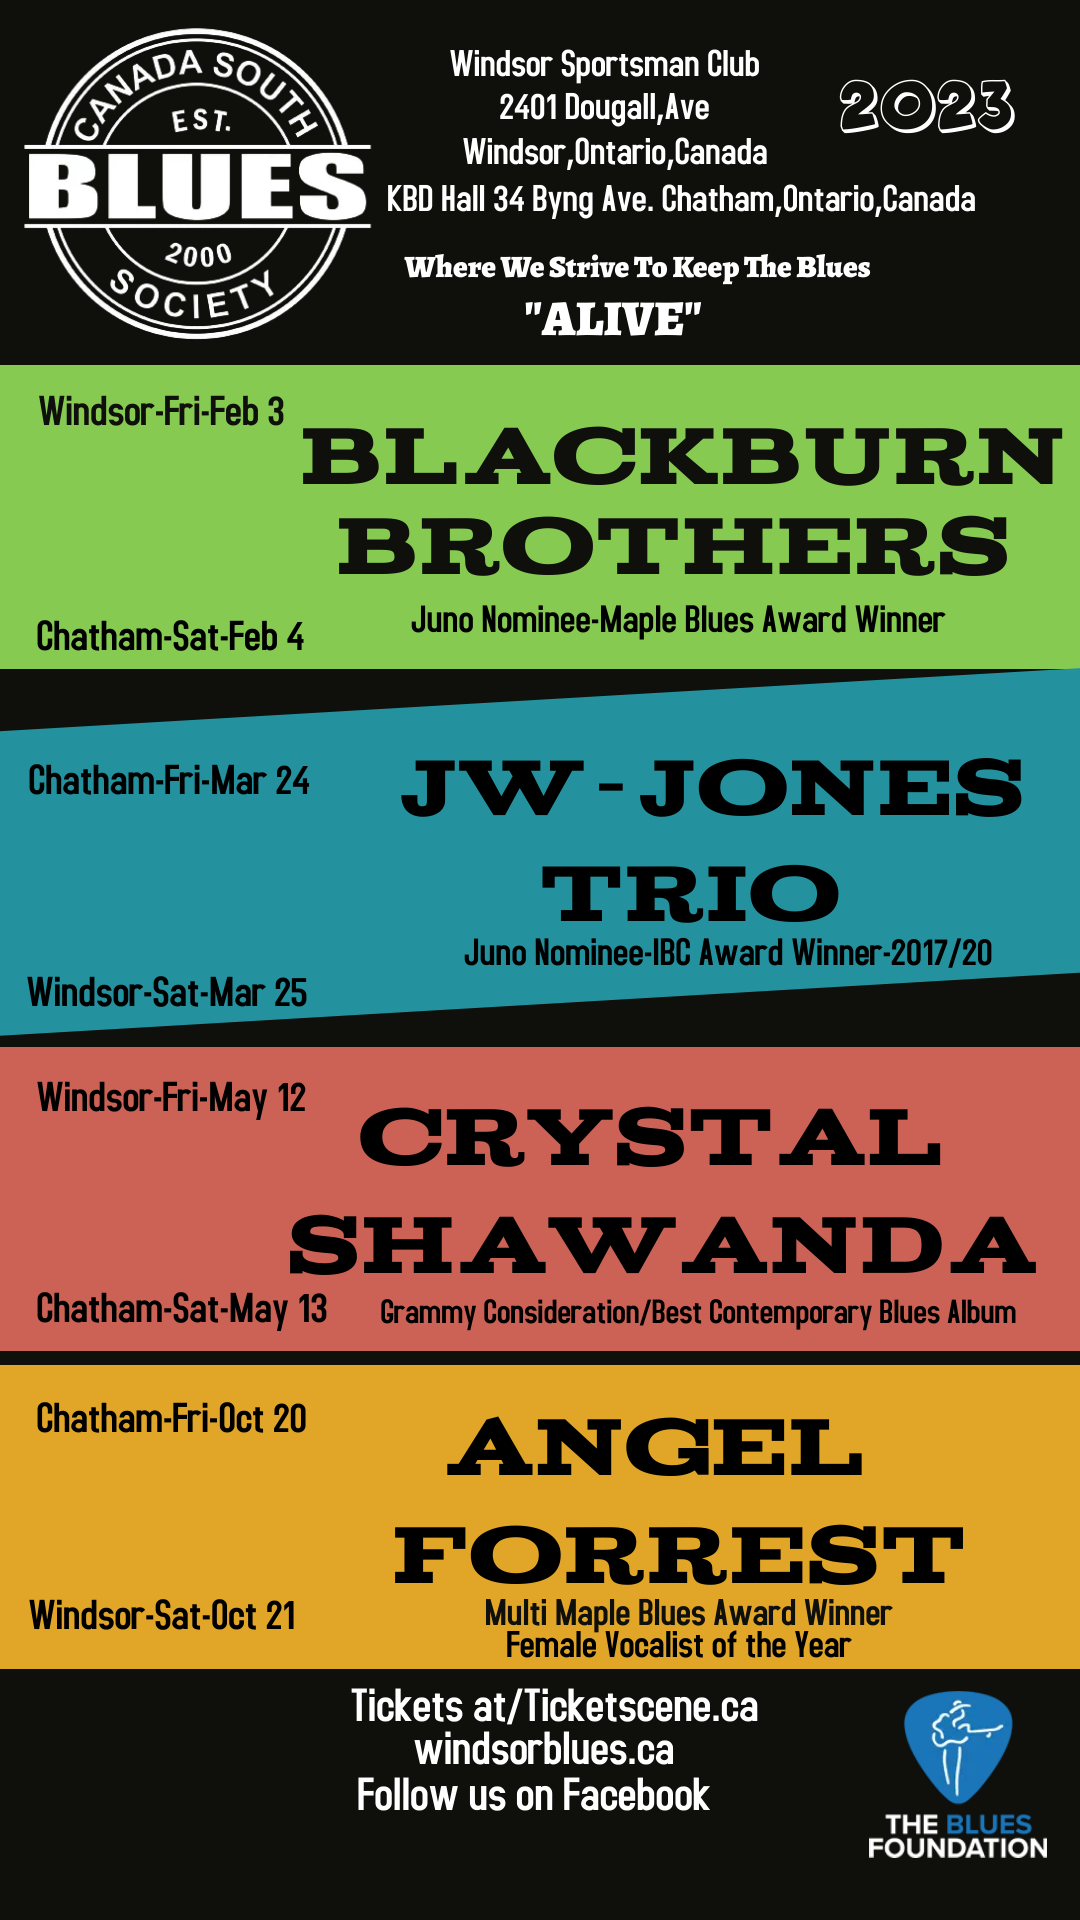 CANADA SOUTH
EST.
BLUES
2000
SOCIETY
Windsor Sportsman Club
2401 Dougall,Ave
Windsor,Ontario,Canada
KBD Hall 34 Byng Ave. Chatham,Ontario,Canada
2023
Where We Strive To Keep The Blues
"ALIVE"
Windsor-Fri-Feb 3
BLACKBURN
BROTHERS
Juno Nominee-Maple Blues Award Winner
Chatham-Sat-Feb 4
Chatham-Fri-Mar 24
JW-JONES
TRIO
Juno Nominee-IBC Award Winner-2017/20
Windsor-Sat-Mar 25
Windsor-Fri-May 12
CRYSTAL
SHAWANDA
Chatham-Sat-May 13
Grammy Consideration/Best Contemporary Blues Album
Chatham-Fri-Oct 20
ANGEL
FORREST
Windsor-Sat-Oct 21
Multi Maple Blues Award Winner
Female Vocalist of the Year
Tickets at/Ticketscene.ca
windsorblues.ca
Follow us on Facebook
THE BLUES
FOUNDATION